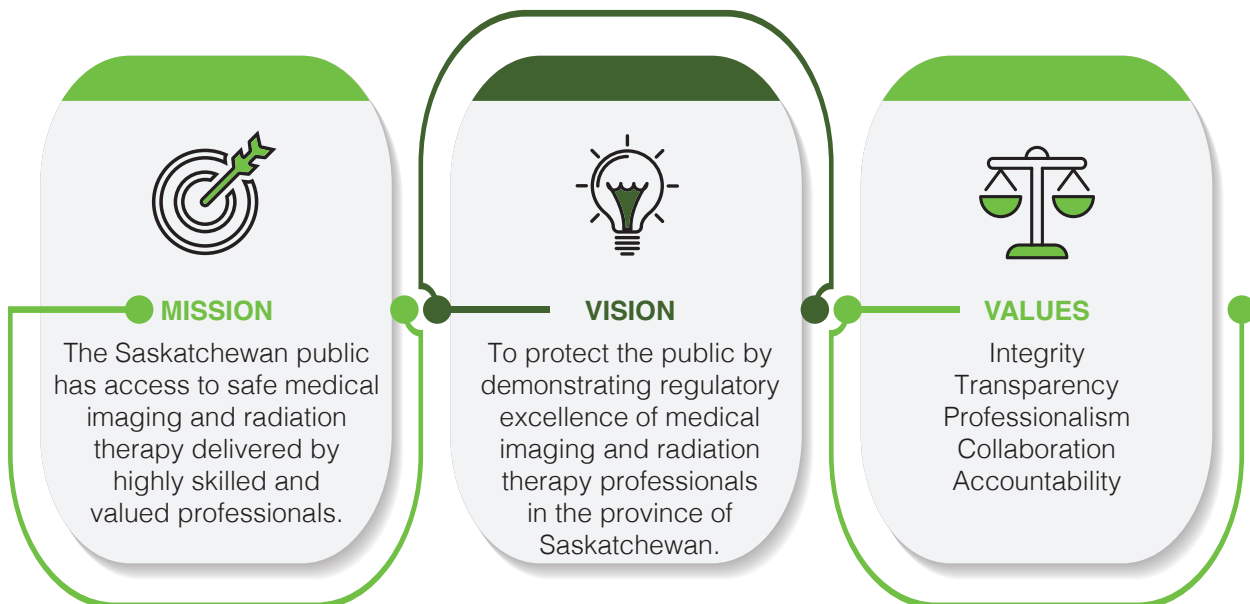 MISSION
The Saskatchewan public
has access to safe medical
imaging and radiation
therapy delivered by
highly skilled and
valued professionals.
VISION
To protect the public by
demonstrating regulatory
excellence of medical
imaging and radiation
therapy professionals
in the province of
Saskatchewan.
VALUES
Integrity
Transparency
Professionalism
Collaboration
Accountability